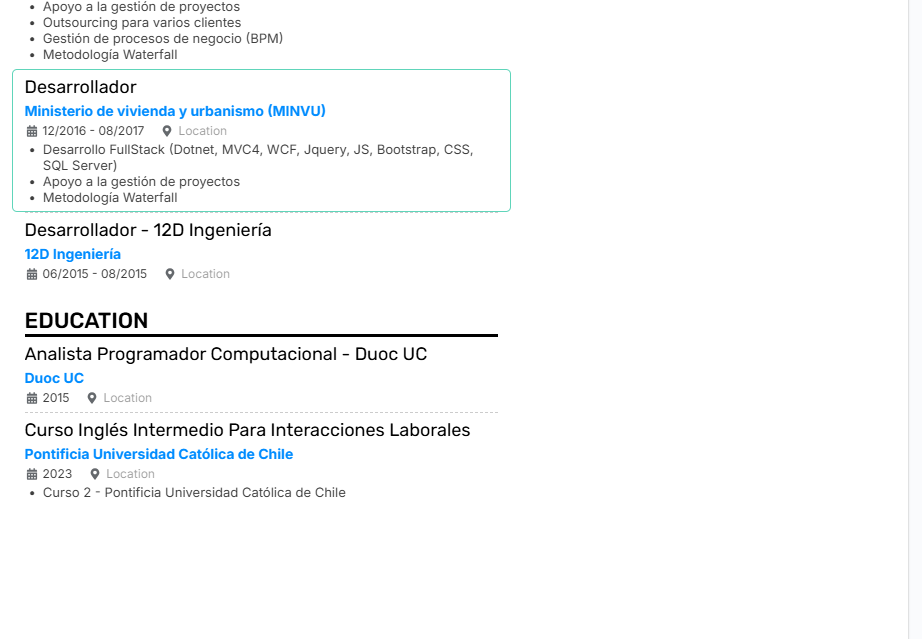 Apoyo a la gestión de proyectos
Outsourcing para varios clientes
Gestión de procesos de negocio (BPM)
Metodología Waterfall
Desarrollador
Ministerio de vivienda y urbanismo (MINVU)
12/2016 - 08/2017 Location
Desarrollo FullStack (Dotnet, MVC4, WCF, Jquery, JS, Bootstrap, CSS,
SQL Server)
Apoyo a la gestión de proyectos
Metodología Waterfall
Desarrollador - 12D Ingeniería
12D Ingeniería
06/2015 - 08/2015 Location
EDUCATION
Analista Programador Computacional - Duoc UC
Duoc UC
2015 Location
Curso Inglés Intermedio Para Interacciones Laborales
Pontificia Universidad Católica de Chile
2023 Location
Curso 2 - Pontificia Universidad Católica de Chile